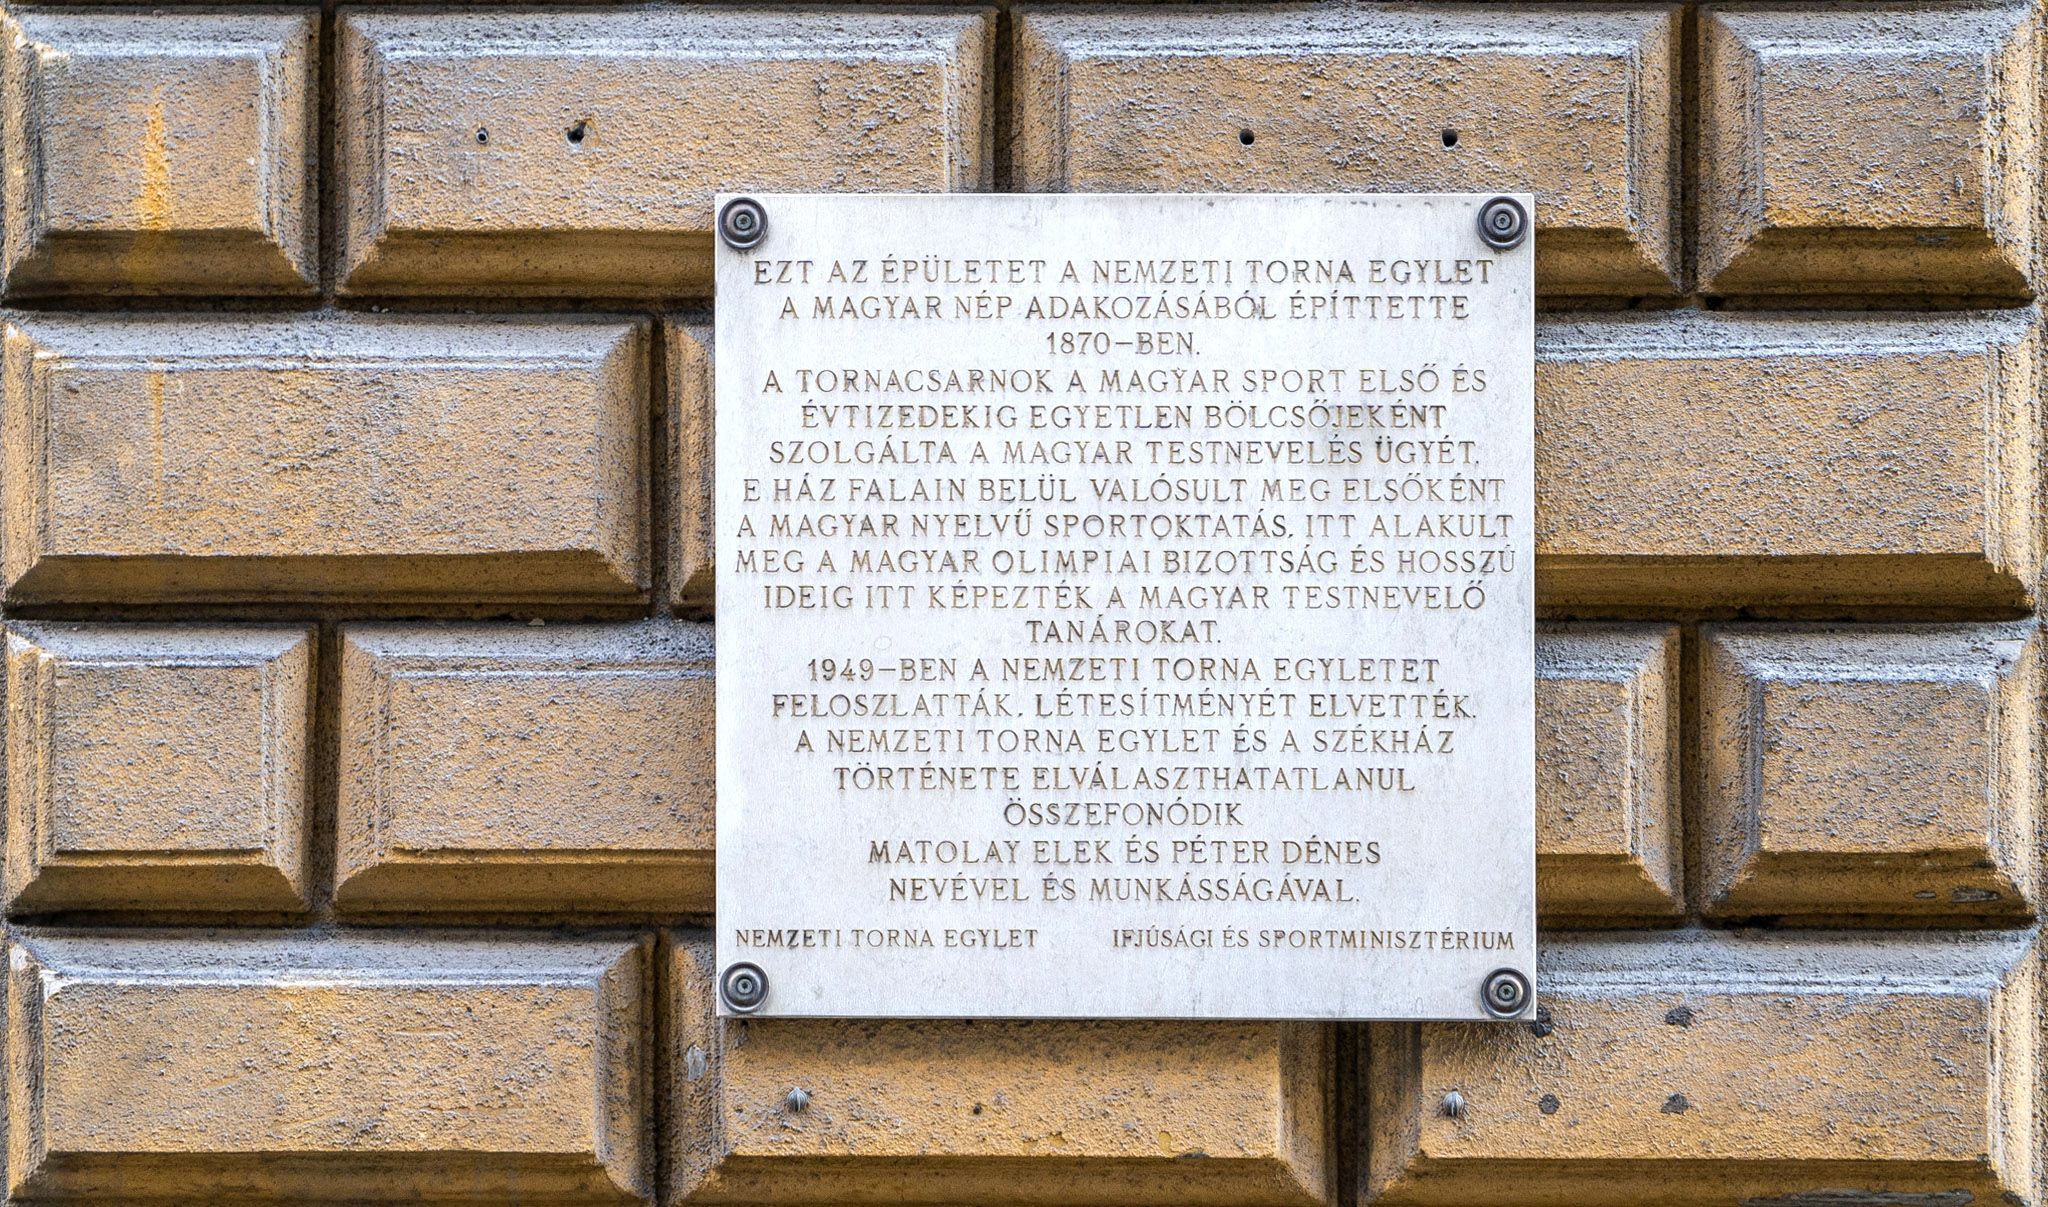 EZT AZ ÉPÜLETET A NEMZETI TORNA EGYLET
A MAGYAR NÉP ADAKOZÁSÁBÓL ÉPÍTTETTE
1870-BEN.
A TORNACSARNOK A MAGYAR SPORT ELSŐ ÉS
ÉVTIZEDEKIG EGYETLEN BÖLCSŐJEKÉNT
SZOLGÁLTA A MAGYAR TESTNEVELÉS ÜGYÉT.
E HÁZ FALAIN BELÜL VALÓSULT MEG ELSŐKÉNT
A MAGYAR NYELVŰ SPORTOKTATÁS, ITT ALAKULT
MEG A MAGYAR OLIMPIAI BIZOTTSÁG ÉS HOSSZÚ
IDEIG ITT KÉPEZTÉK A MAGYAR TESTNEVELŐ
TANÁROKAT.
1949-BEN A NEMZETI TORNA EGYLETET
FELOSZLATTÁK, LÉTESÍTMÉNYÉT ELVETTÉK.
A NEMZETI TORNA EGYLET ÉS A SZÉKHÁZ
TÖRTÉNETE ELVÁLASZTHATATLANUL
ÖSSZEFONÓDIK
MATOLAY ELEK ÉS PÉTER DÉNES
NEVÉVEL ÉS MUNKÁSSÁGÁVAL.
NEMZETI TORNA EGYLET IFJÚSÁGI ÉS SPORTMINISZTÉRIUM